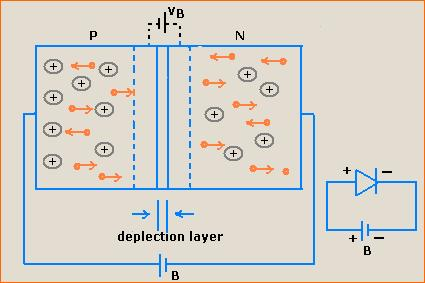 VB
P
N
deplection layer
B
+ -
+ -
B